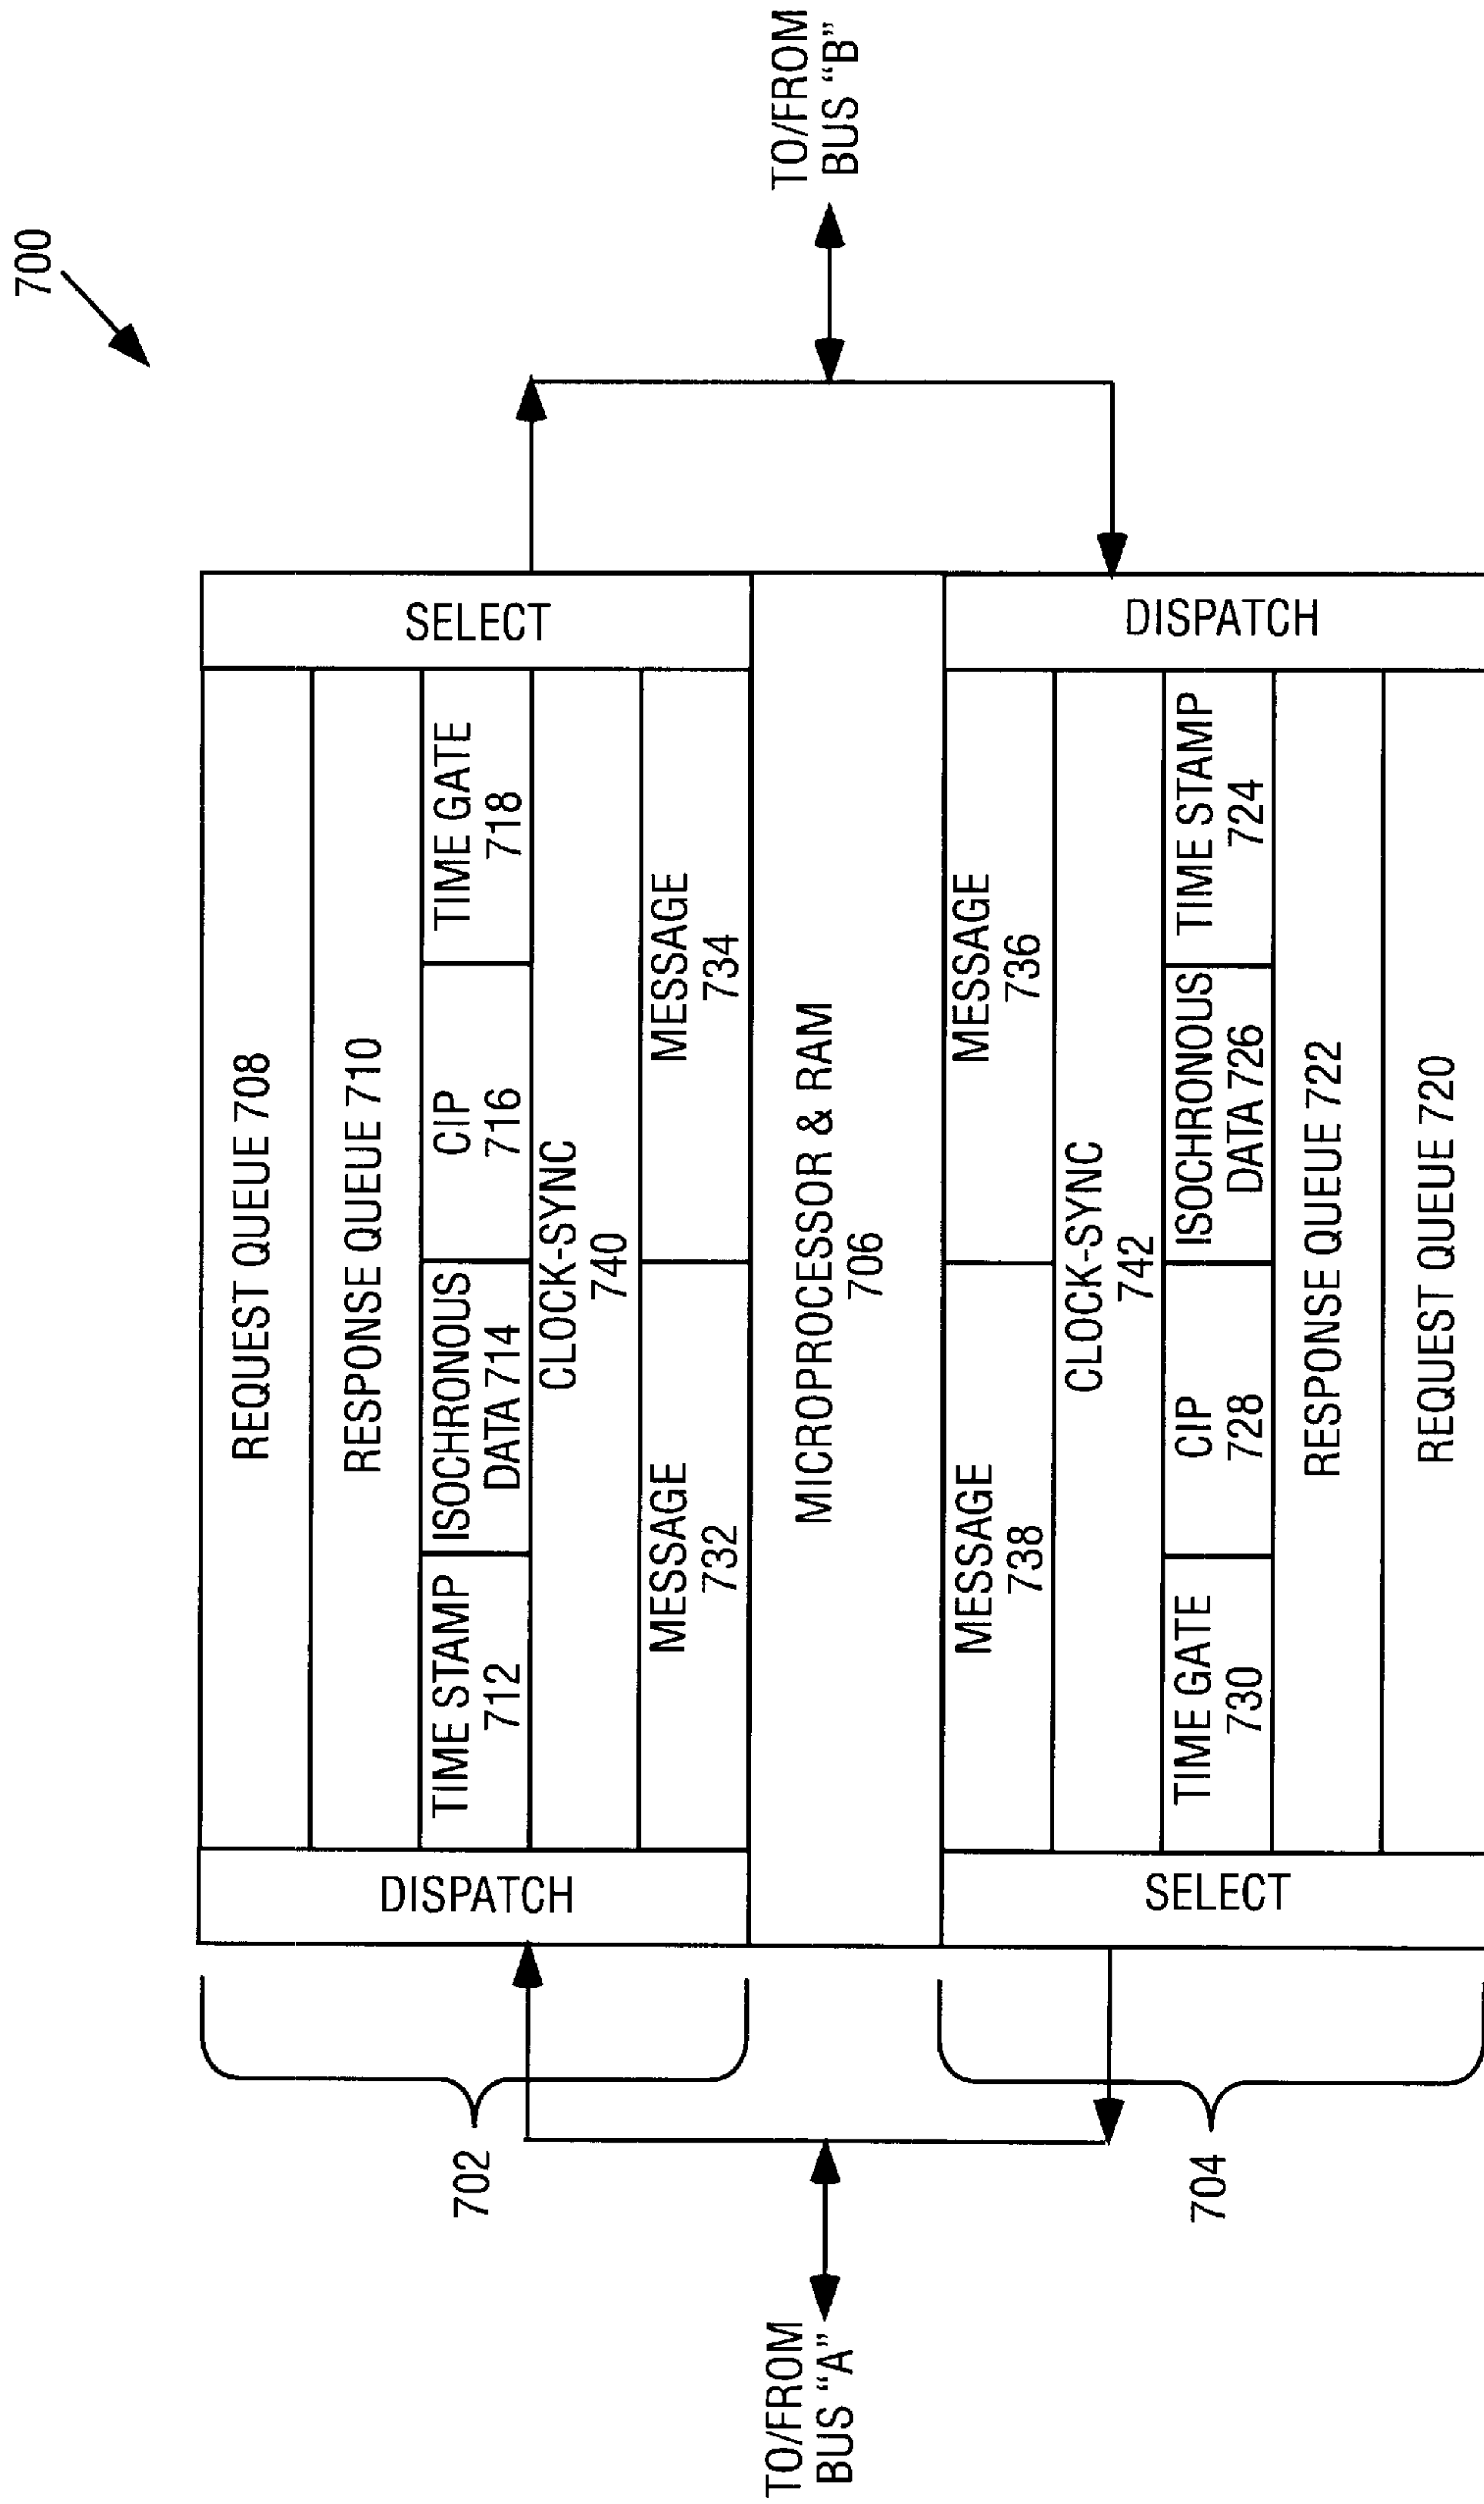 700
REQUEST QUEUE 708
RESPONSE QUEUE 710
TIME STAMP
712
ISOCHRONOUS
DATA 714
CIP
716
TIME GATE
718
CLOCK-SYNC
740
MESSAGE
732
MESSAGE
734
DISPATCH
SELECT
702
TO/FROM
BUS "A"
MICROPROCESSOR & RAM
706
TO/FROM
BUS "B"
MESSAGE
738
MESSAGE
736
CLOCK-SYNC
742
TIME GATE
730
CIP
728
ISOCHRONOUS
DATA 726
TIME STAMP
724
RESPONSE QUEUE 722
REQUEST QUEUE 720
SELECT
DISPATCH
704